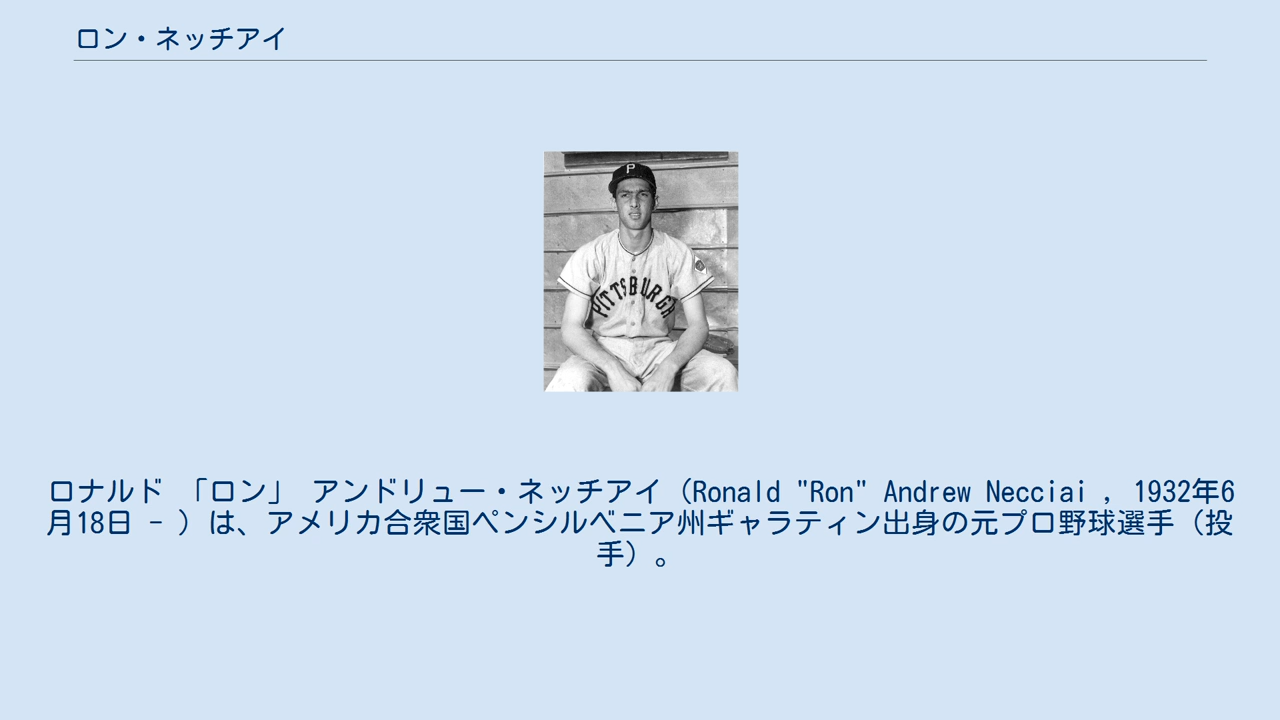 ロン・ネッチアイ
P
PITTSBURGH
ロナルド 「ロン」 アンドリュー・ネッチアイ（Ronald "Ron" Andrew Necciai , 1932年6
月18日 - ）は、アメリカ合衆国ペンシルベニア州ギャラティン出身の元プロ野球選手（投
手）。